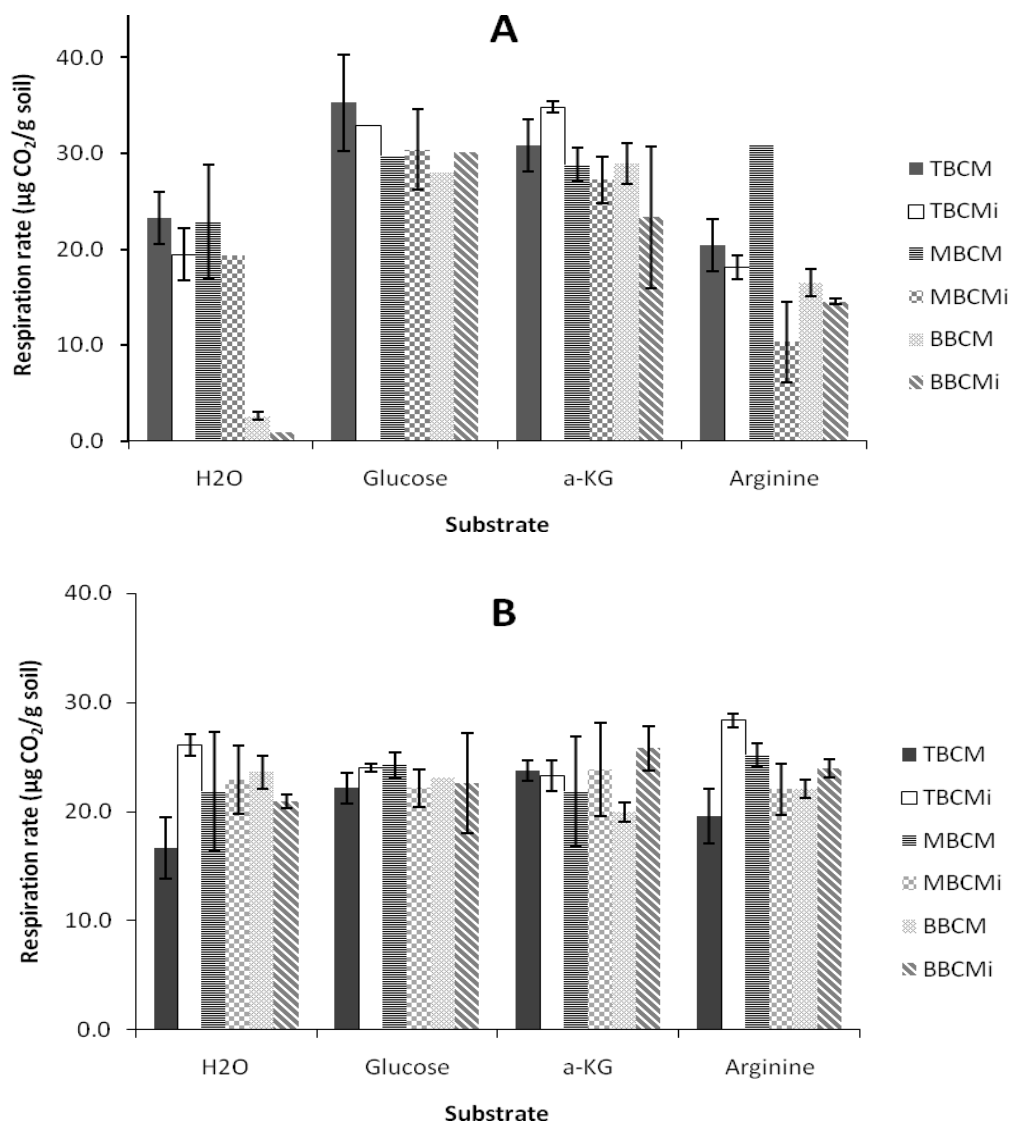 A
40.0
30.0
20.0
10.0
0.0
Respiration rate (µg CO₂/g soil)
H2O Glucose a-KG Arginine
Substrate
TBCM
TBCMi
MBCM
MBCMi
BBCM
BBCMi
B
40.0
30.0
20.0
10.0
0.0
Respiration rate (µg CO₂/g soil)
H2O Glucose a-KG Arginine
Substrate
TBCM
TBCMi
MBCM
MBCMi
BBCM
BBCMi